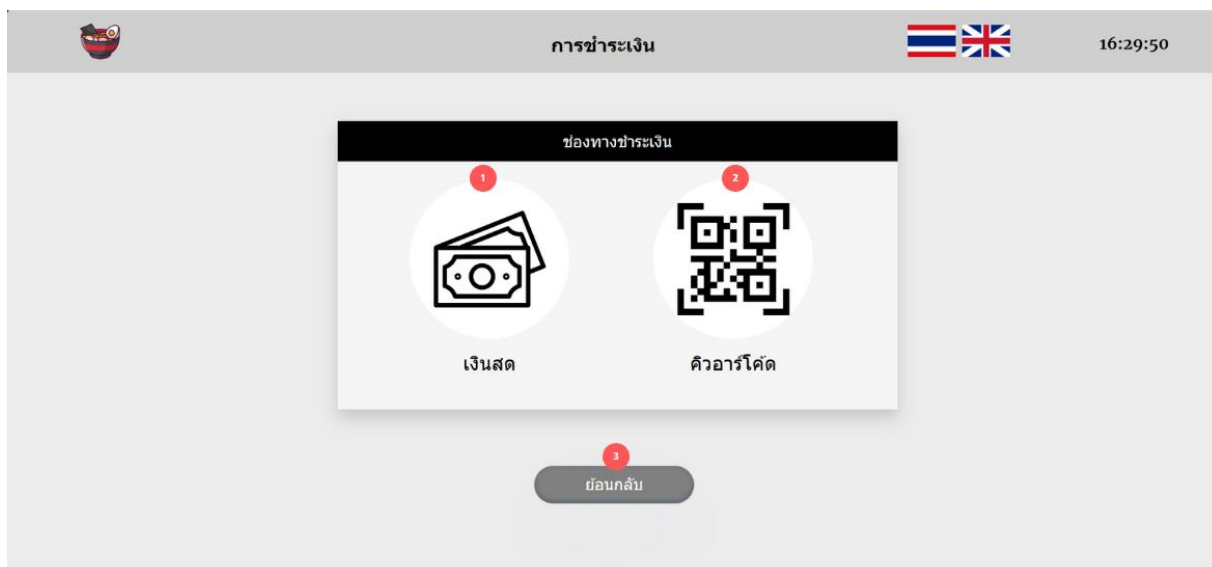 การชำระเงิน
16:29:50
ช่องทางชำระเงิน
1
2
เงินสด
คิวอาร์โค้ด
3
ย้อนกลับ